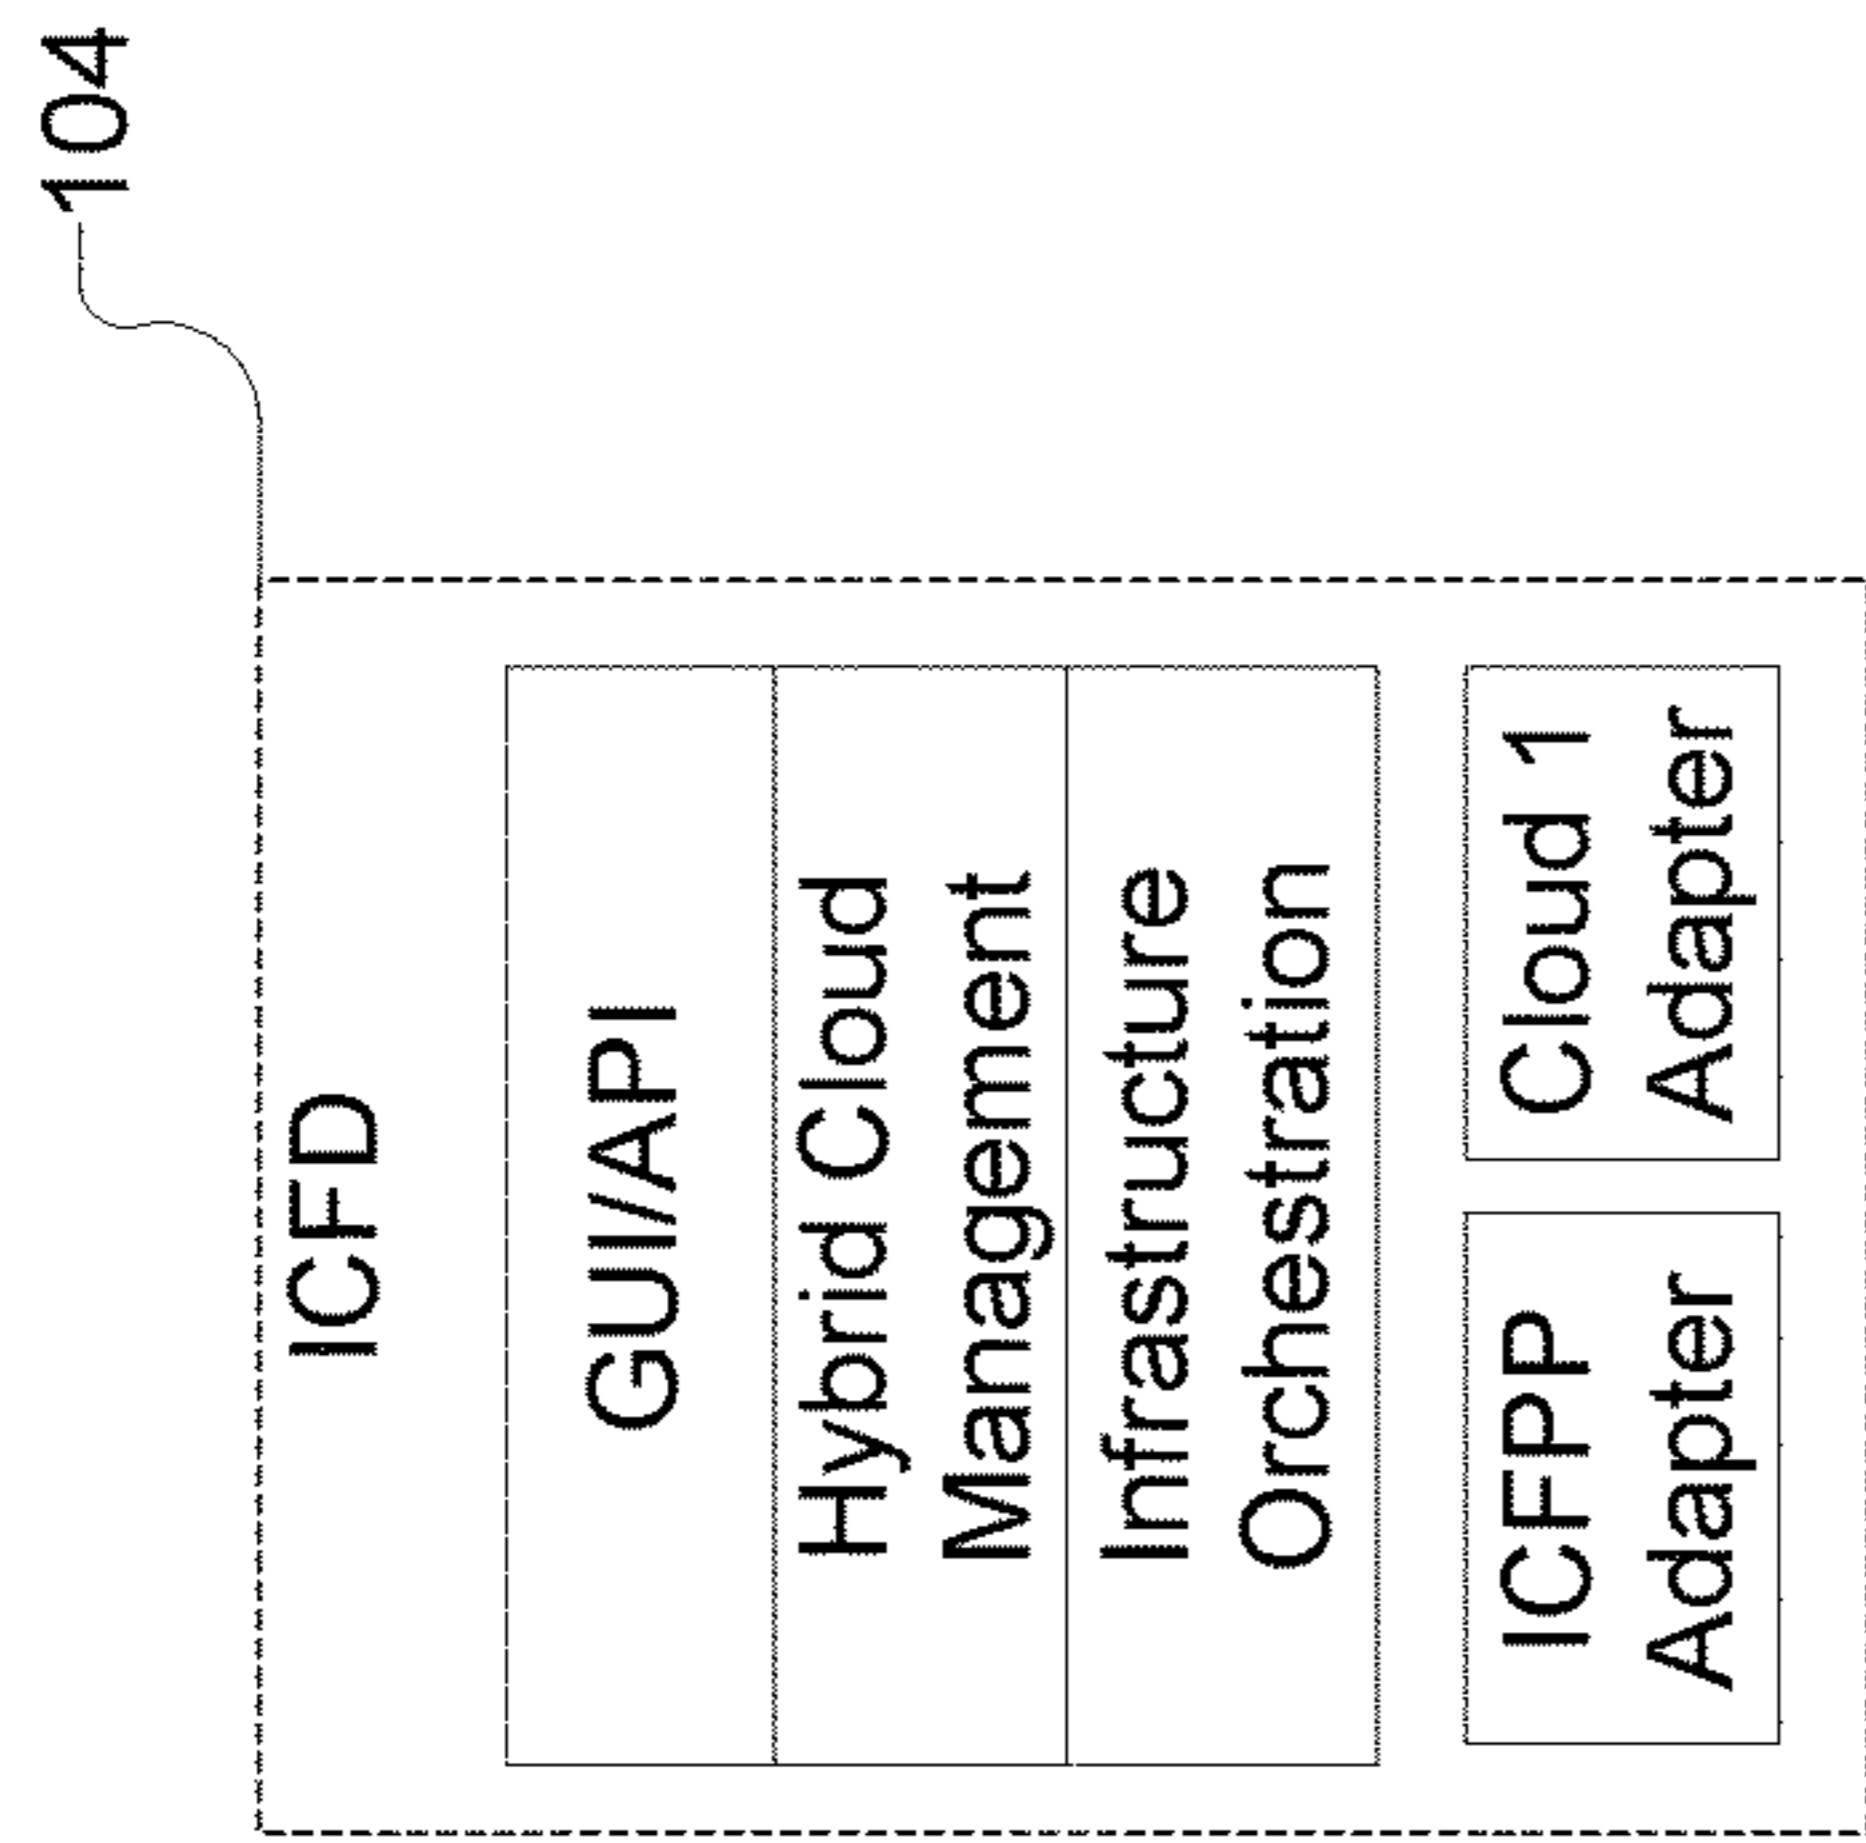 104
ICFD
GUI/API
Hybrid Cloud
Management
Infrastructure
Orchestration
ICFPP
Adapter
Cloud 1
Adapter